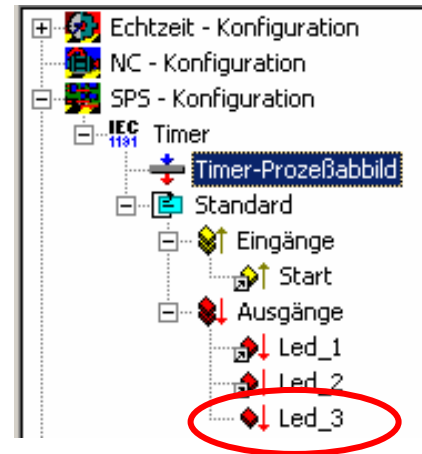 Echtzeit - Konfiguration
NC - Konfiguration
SPS - Konfiguration
IEC 1131 Timer
Timer-Prozeßabbild
Standard
Eingänge
Start
Ausgänge
Led_1
Led_2
Led_3